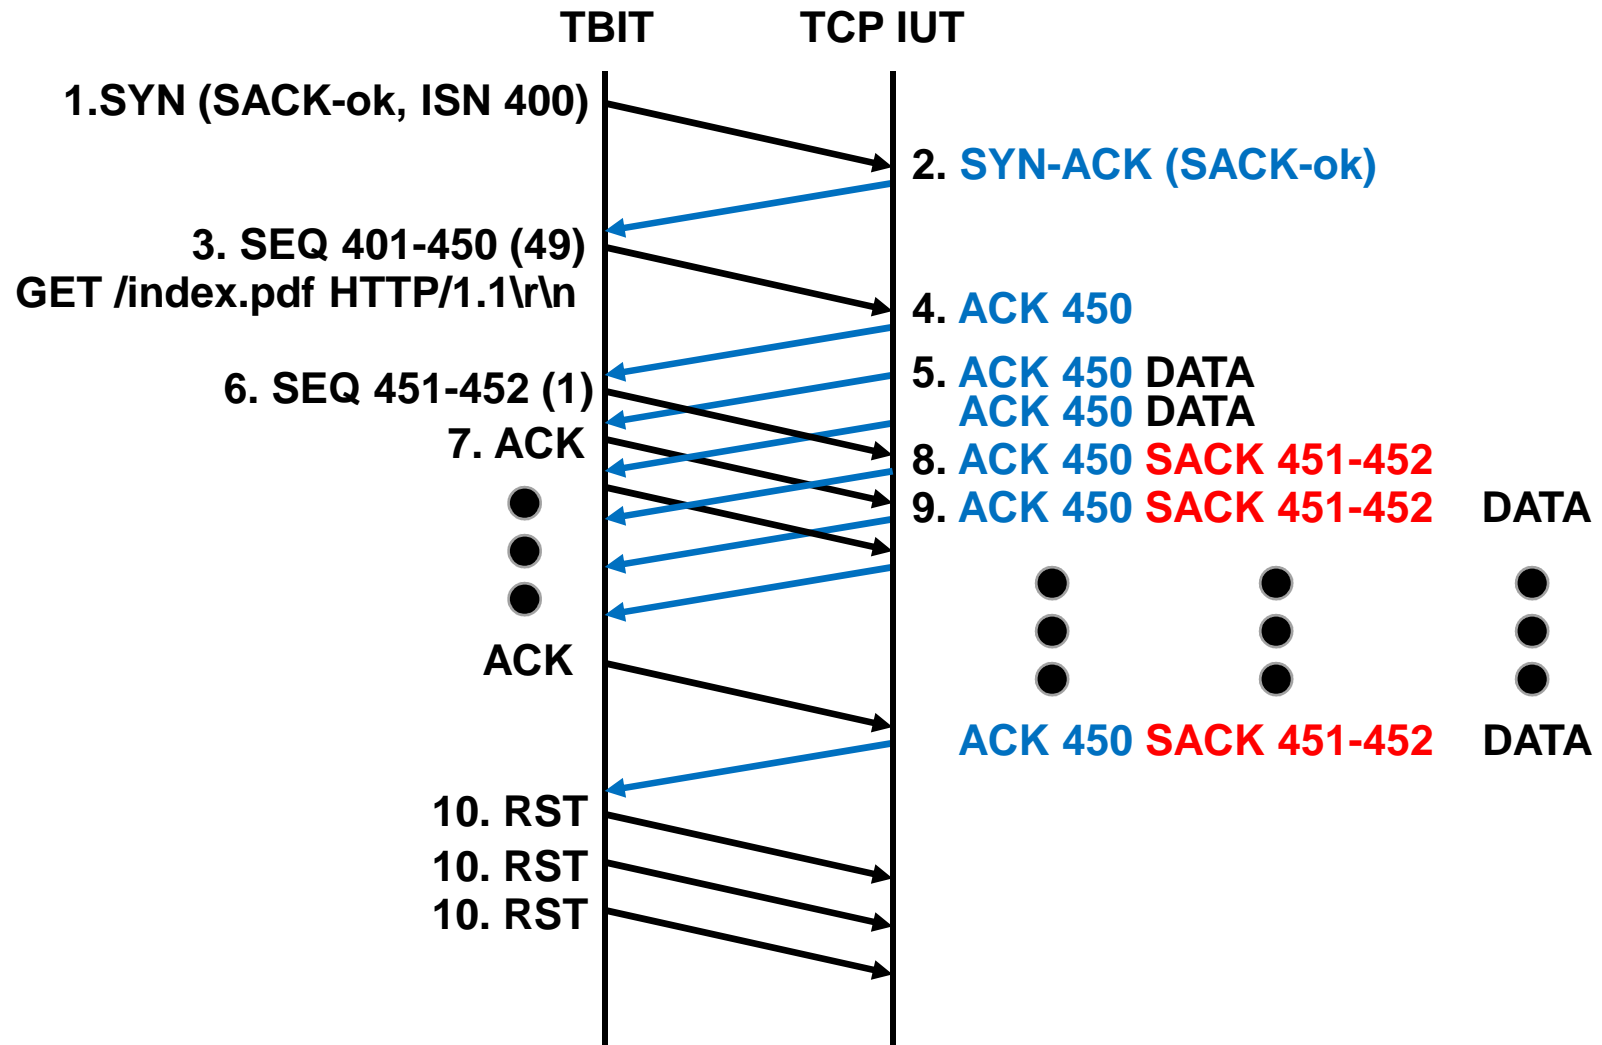 TBIT TCP IUT
1.SYN (SACK-ok, ISN 400)
2. SYN-ACK (SACK-ok)
3. SEQ 401-450 (49)
GET /index.pdf HTTP/1.1\r\n
4. ACK 450
5. ACK 450 DATA
6. SEQ 451-452 (1)
ACK 450 DATA
7. ACK
8. ACK 450 SACK 451-452
9. ACK 450 SACK 451-452 DATA
ACK
ACK 450 SACK 451-452 DATA
10. RST
10. RST
10. RST